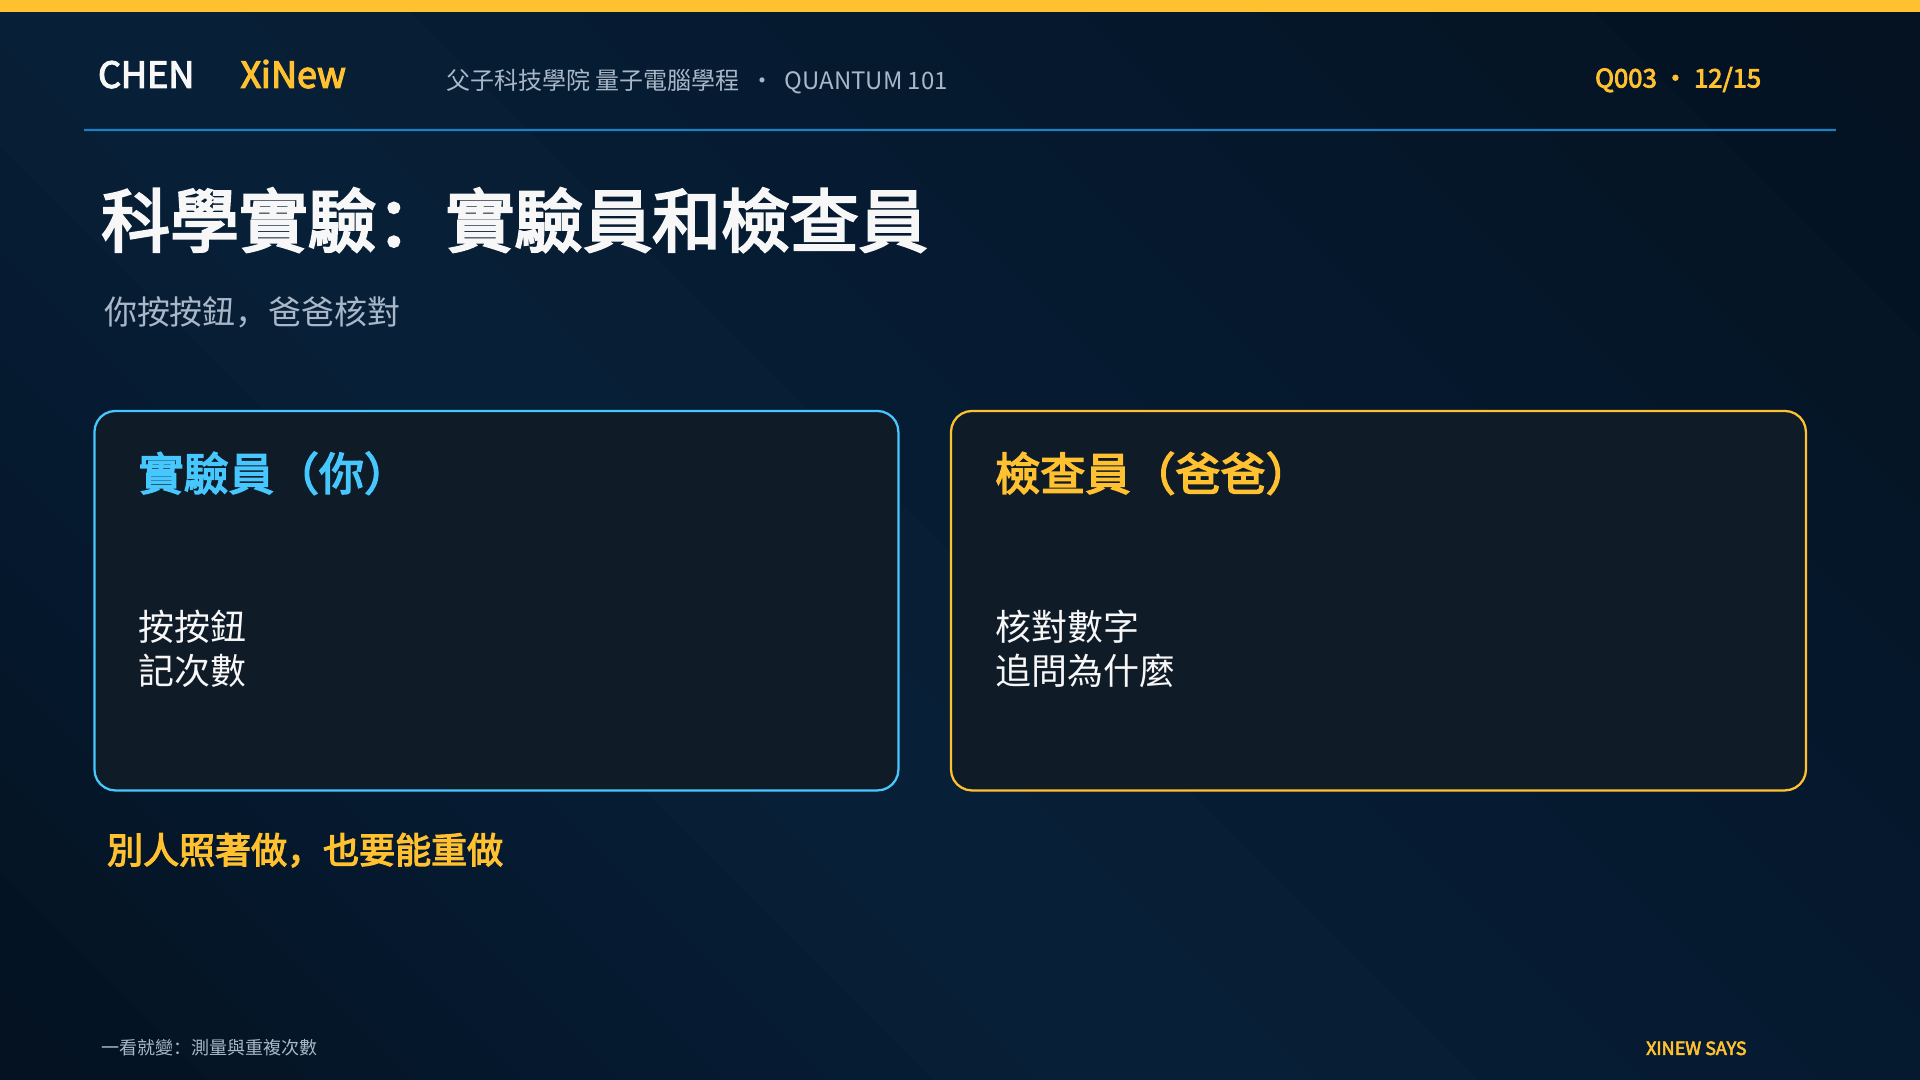 CHEN XiNew 父子科技學院 量子電腦學程 · QUANTUM 101 Q003 · 12/15
科學實驗：實驗員和檢查員
你按按鈕，爸爸核對
實驗員（你）
按按鈕
記次數
檢查員（爸爸）
核對數字
追問為什麼
別人照著做，也要能重做
一看就變：測量與重複次數
XINEW SAYS